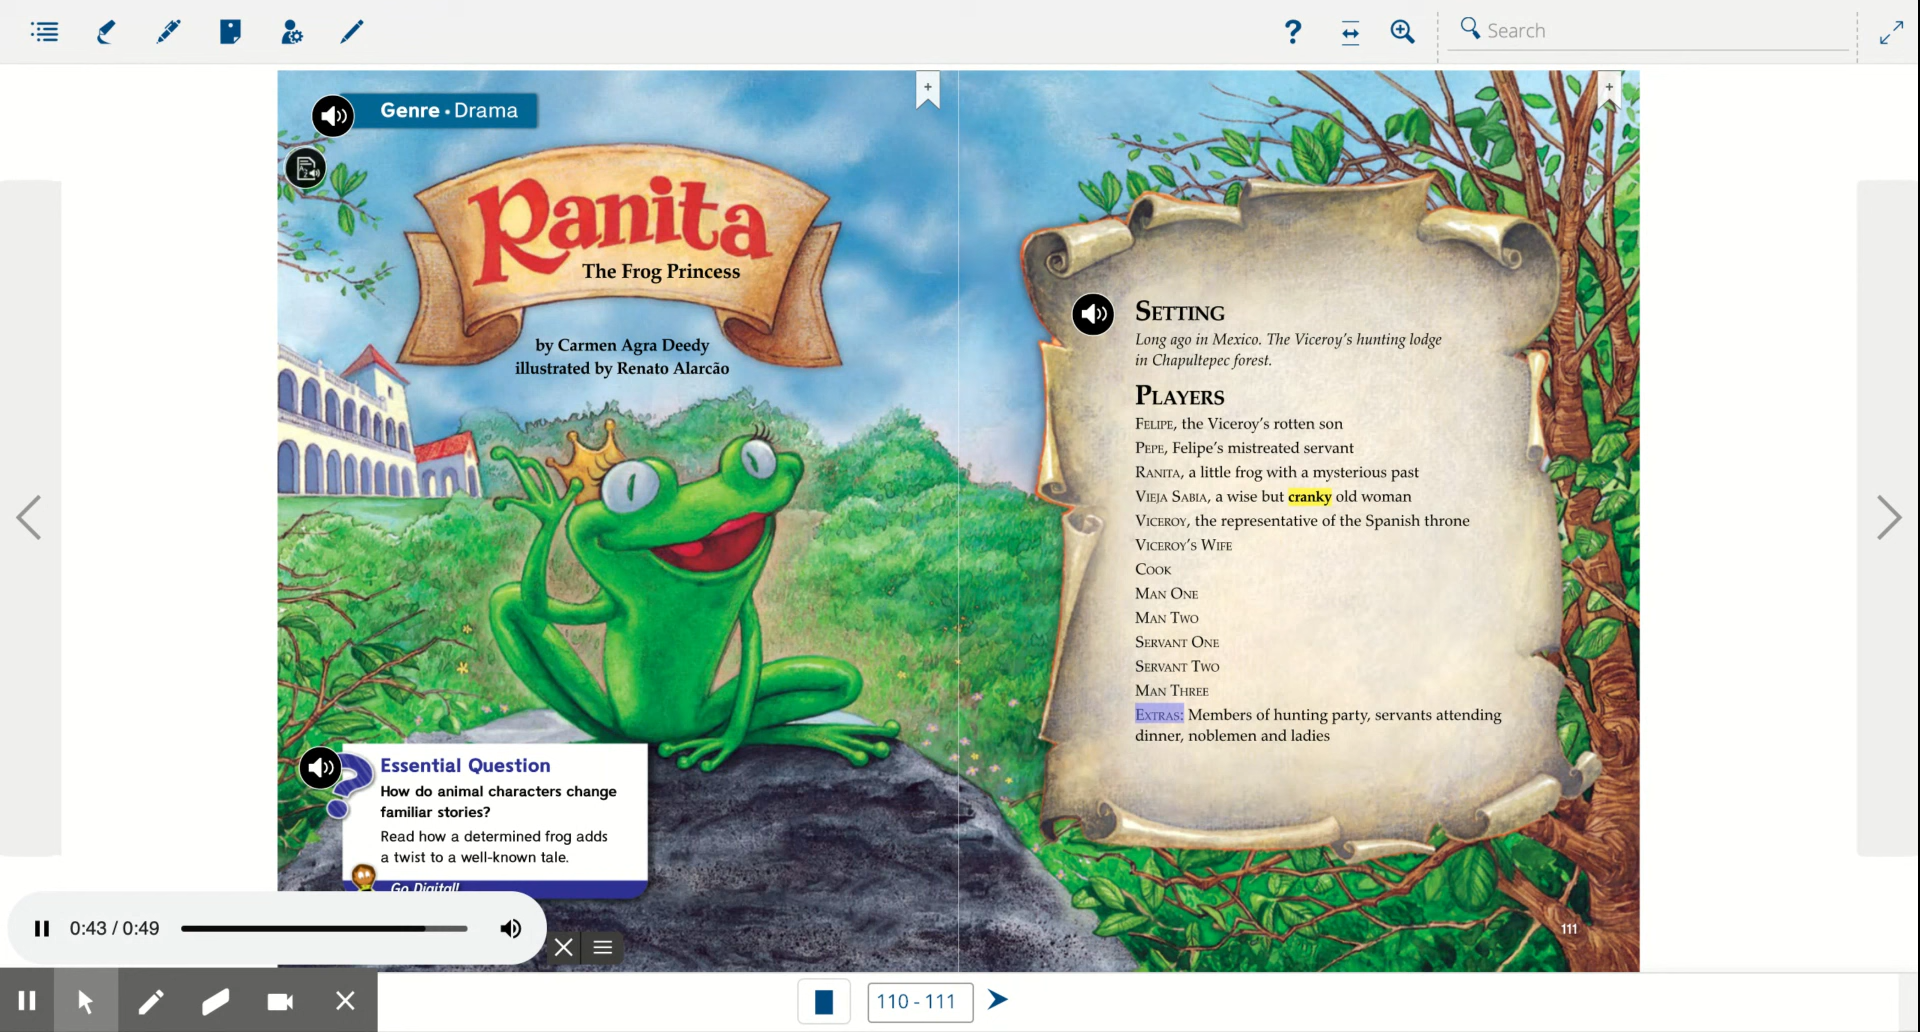 Search
Genre • Drama
Ranita
The Frog Princess
by Carmen Agra Deedy
illustrated by Renato Alarcão
Essential Question
How do animal characters change
familiar stories?
Read how a determined frog adds
a twist to a well-known tale.
Go Digital!
SETTING
Long ago in Mexico. The Viceroy's hunting lodge
in Chapultepec forest.
PLAYERS
FELIPE, the Viceroy's rotten son
PEPE, Felipe's mistreated servant
RANITA, a little frog with a mysterious past
VIEJA SABIA, a wise but cranky old woman
VICEROY, the representative of the Spanish throne
VICEROY'S WIFE
COOK
MAN ONE
MAN TWO
SERVANT ONE
SERVANT TWO
MAN THREE
EXTRAS: Members of hunting party, servants attending
dinner, noblemen and ladies
111
0:43 / 0:49
110 - 111